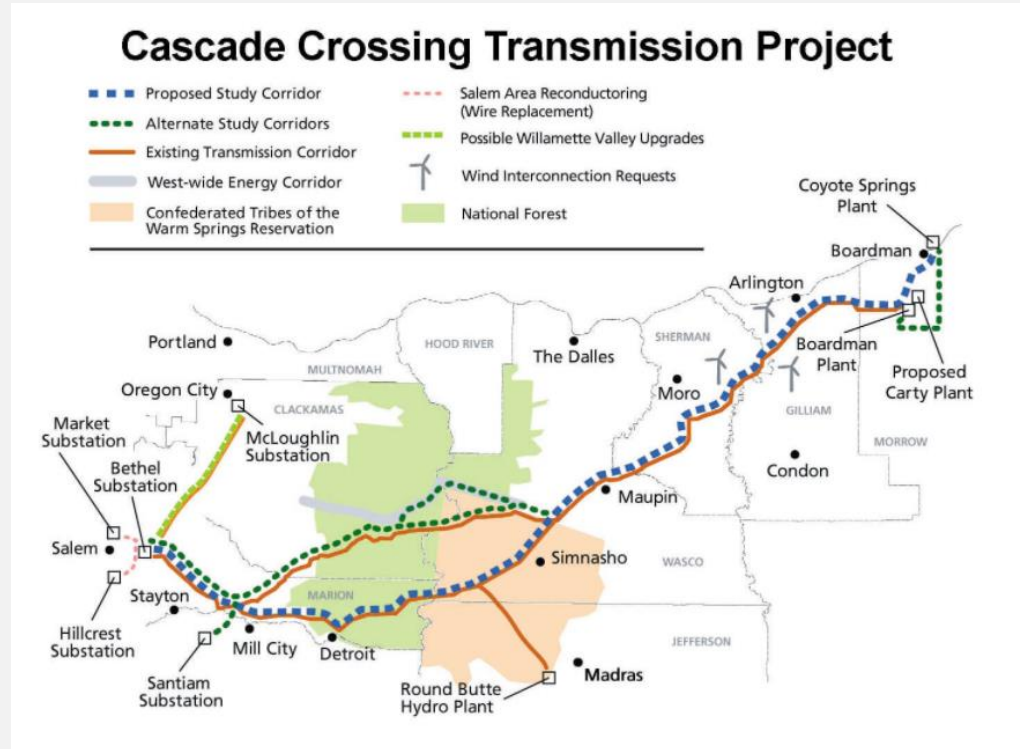 Cascade Crossing Transmission Project
Proposed Study Corridor
Alternate Study Corridors
Existing Transmission Corridor
West-wide Energy Corridor
Confederated Tribes of the
Warm Springs Reservation
Salem Area Reconductoring
(Wire Replacement)
Possible Willamette Valley Upgrades
Wind Interconnection Requests
National Forest
Coyote Springs
Plant
Boardman
Arlington
Boardman
Plant
Proposed
Carty Plant
Portland
MULTNOMAH
HOOD RIVER
The Dalles
SHERMAN
Moro
GILLIAM
MORROW
Condon
Oregon City
CLACKAMAS
McLoughlin
Substation
Market
Substation
Bethel
Substation
Maupin
Salem
Simnasho
WASCO
Stayton
MARION
Hillcrest
Substation
Mill City
Detroit
JEFFERSON
Santiam
Substation
Round Butte
Hydro Plant
Madras